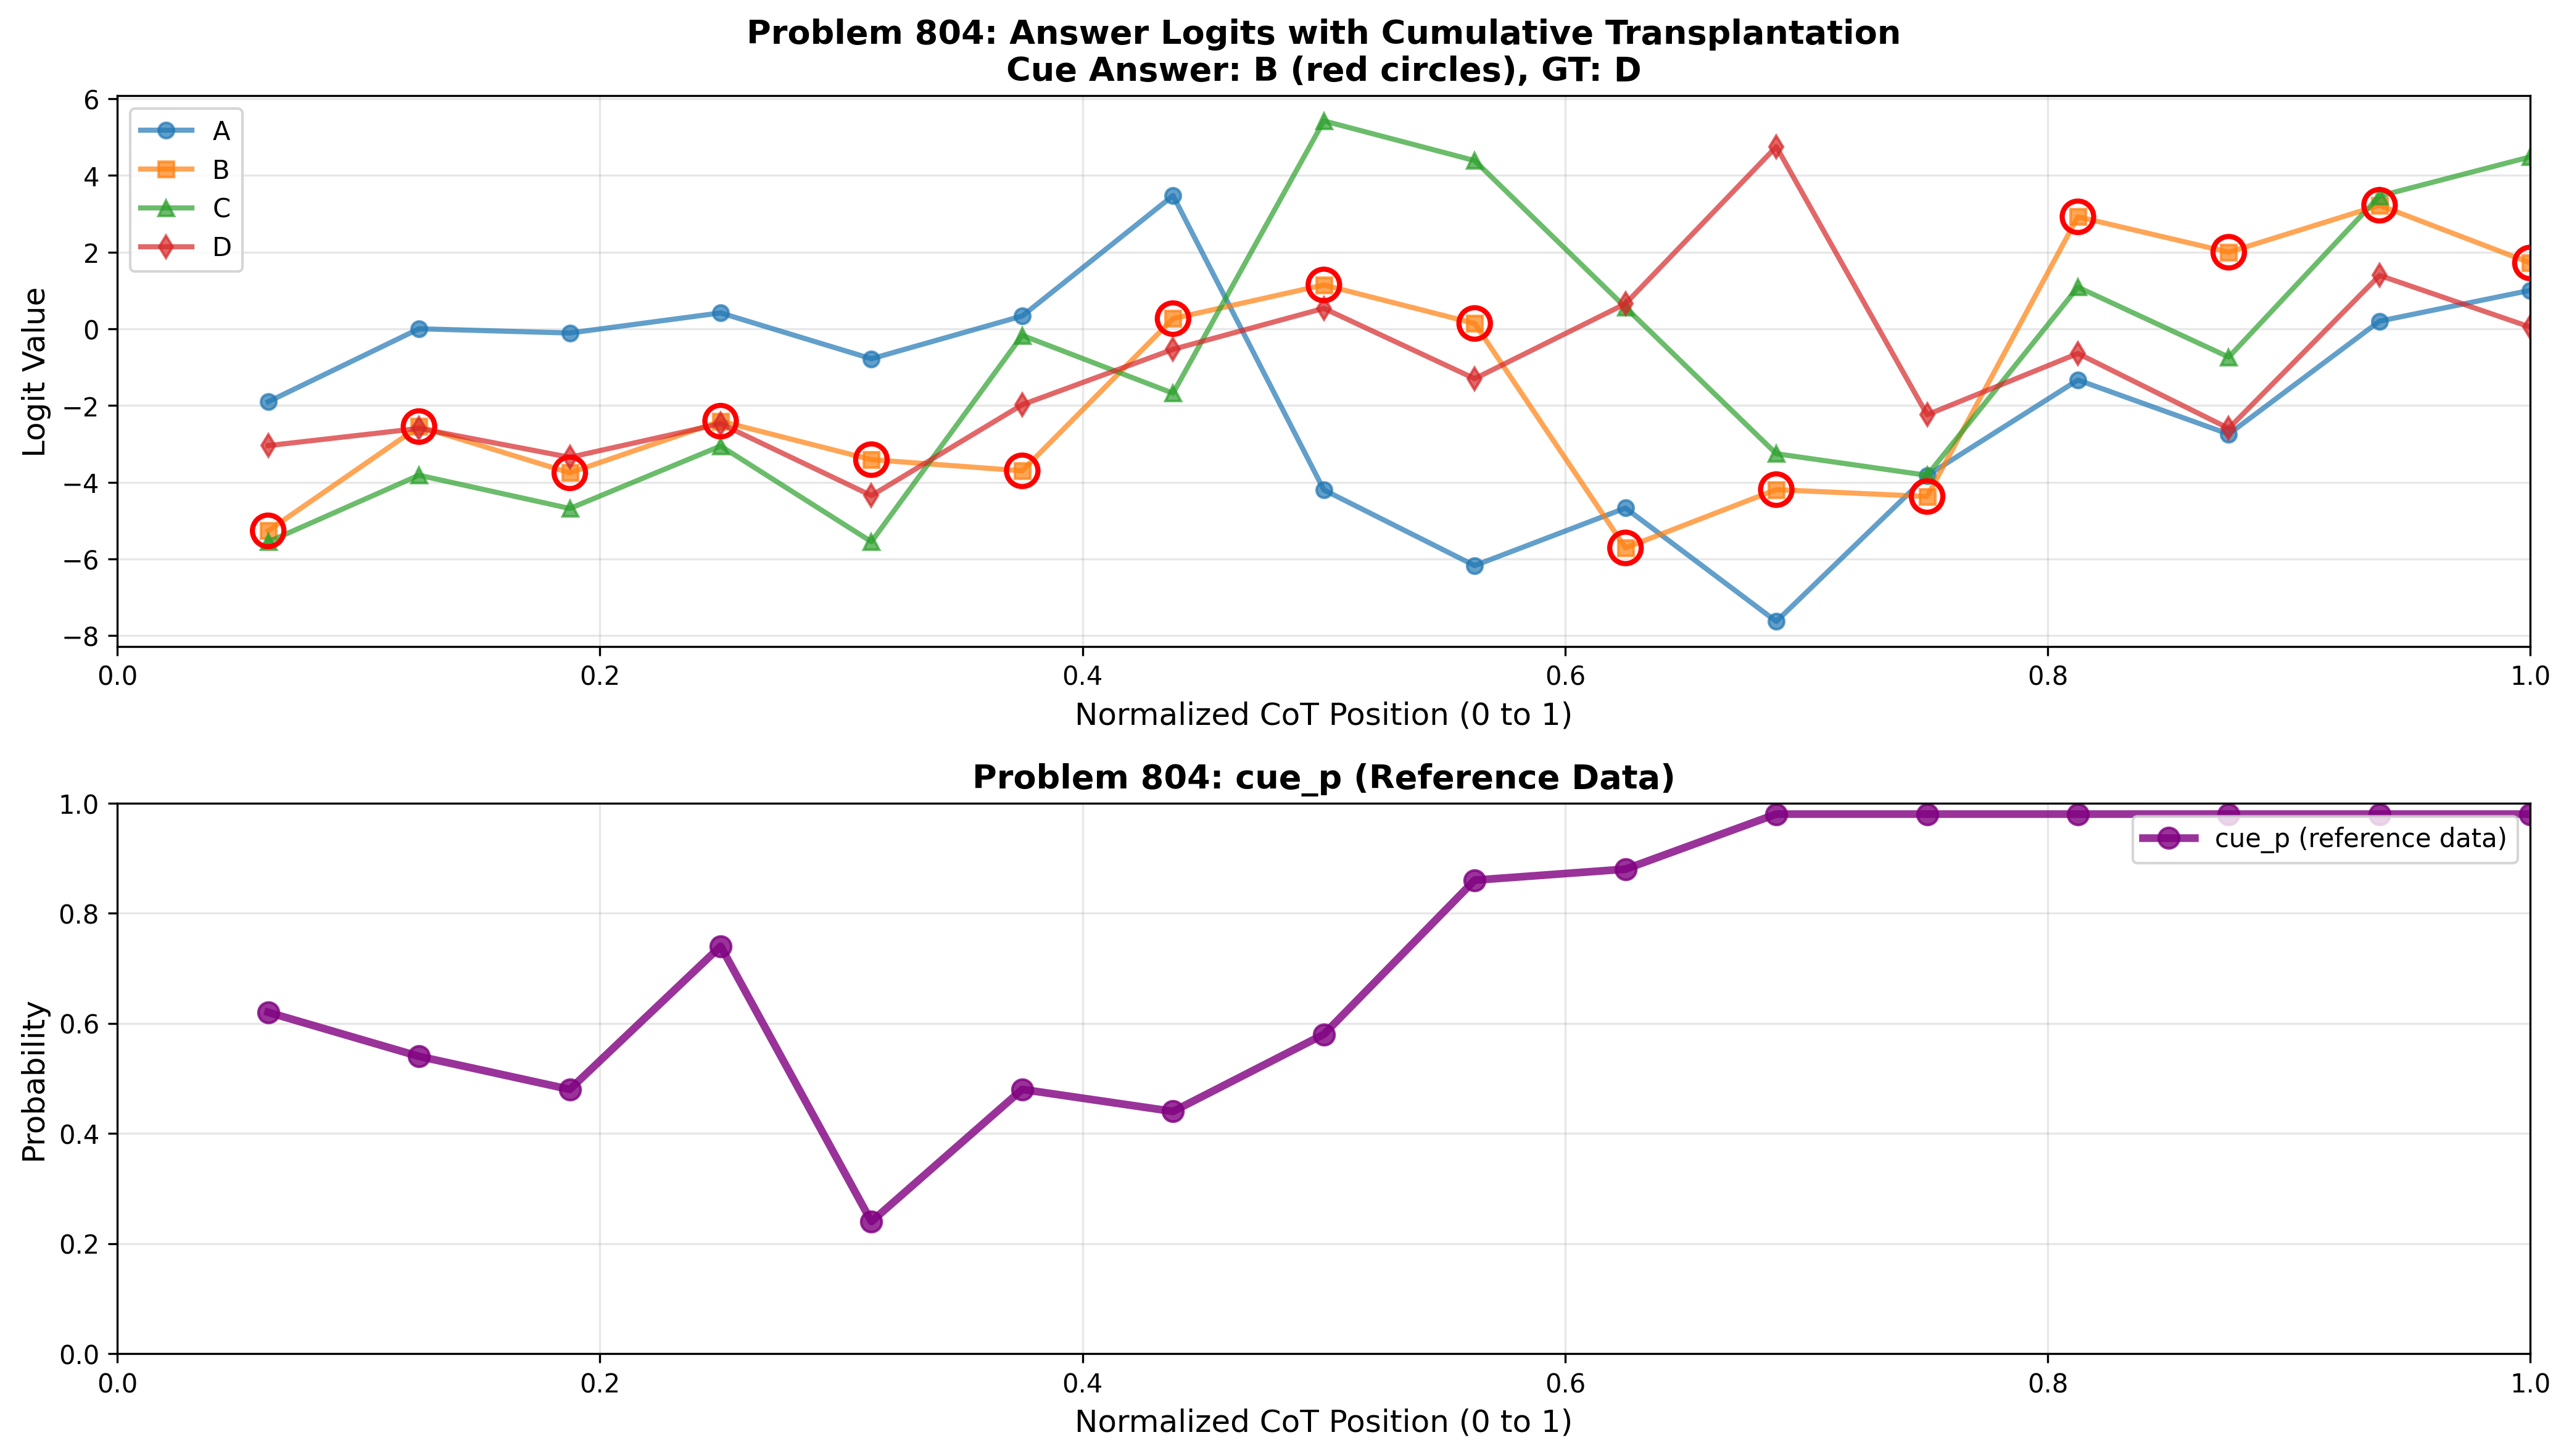 Problem 804: Answer Logits with Cumulative Transplantation
Cue Answer: B (red circles), GT: D
6
4
2
0
−2
−4
−6
−8
Logit Value
A
B
C
D
0.0 0.2 0.4 0.6 0.8 1.0
Normalized CoT Position (0 to 1)
Problem 804: cue_p (Reference Data)
1.0
0.8
0.6
0.4
0.2
0.0
Probability
cue_p (reference data)
0.0 0.2 0.4 0.6 0.8 1.0
Normalized CoT Position (0 to 1)